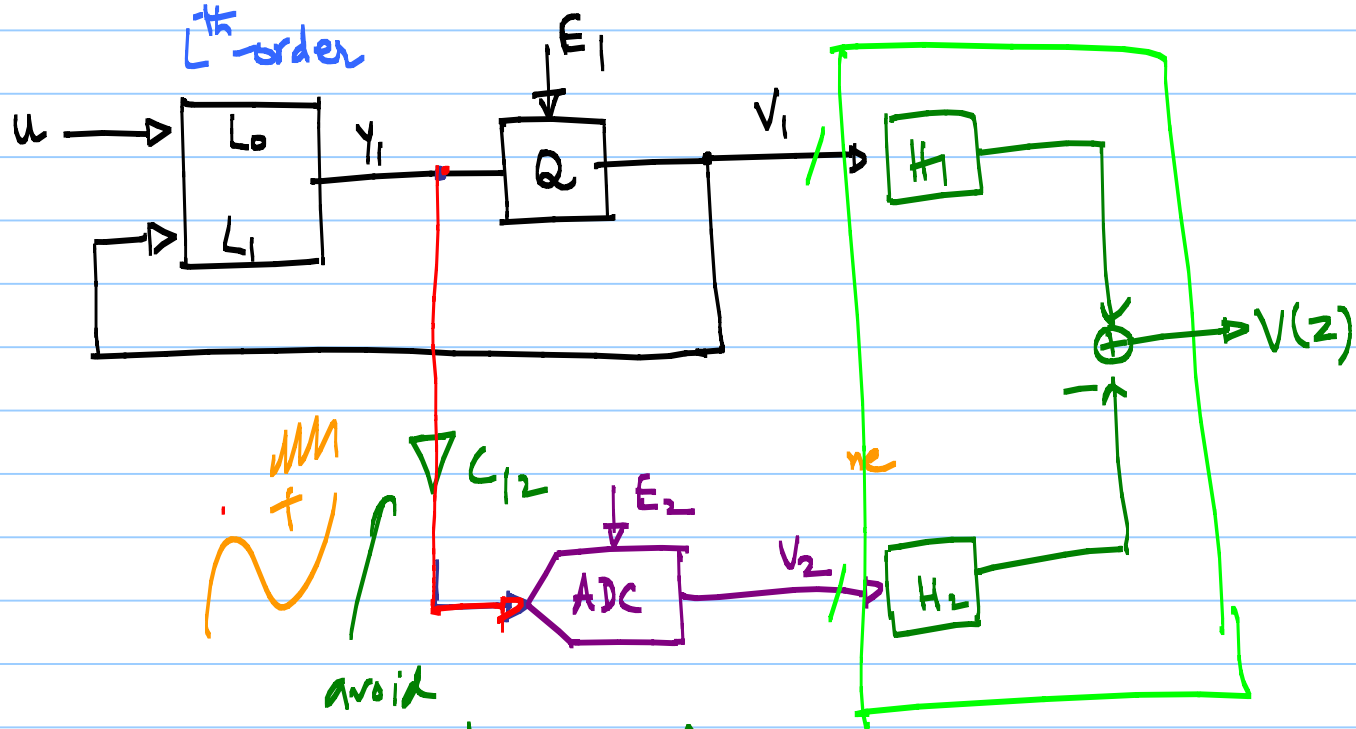 Lth-order
E1
u
L0
Y1
Q
V1
H1
L1
V(z)
C12
ne
+
E2
ADC
V2
H2
avoid